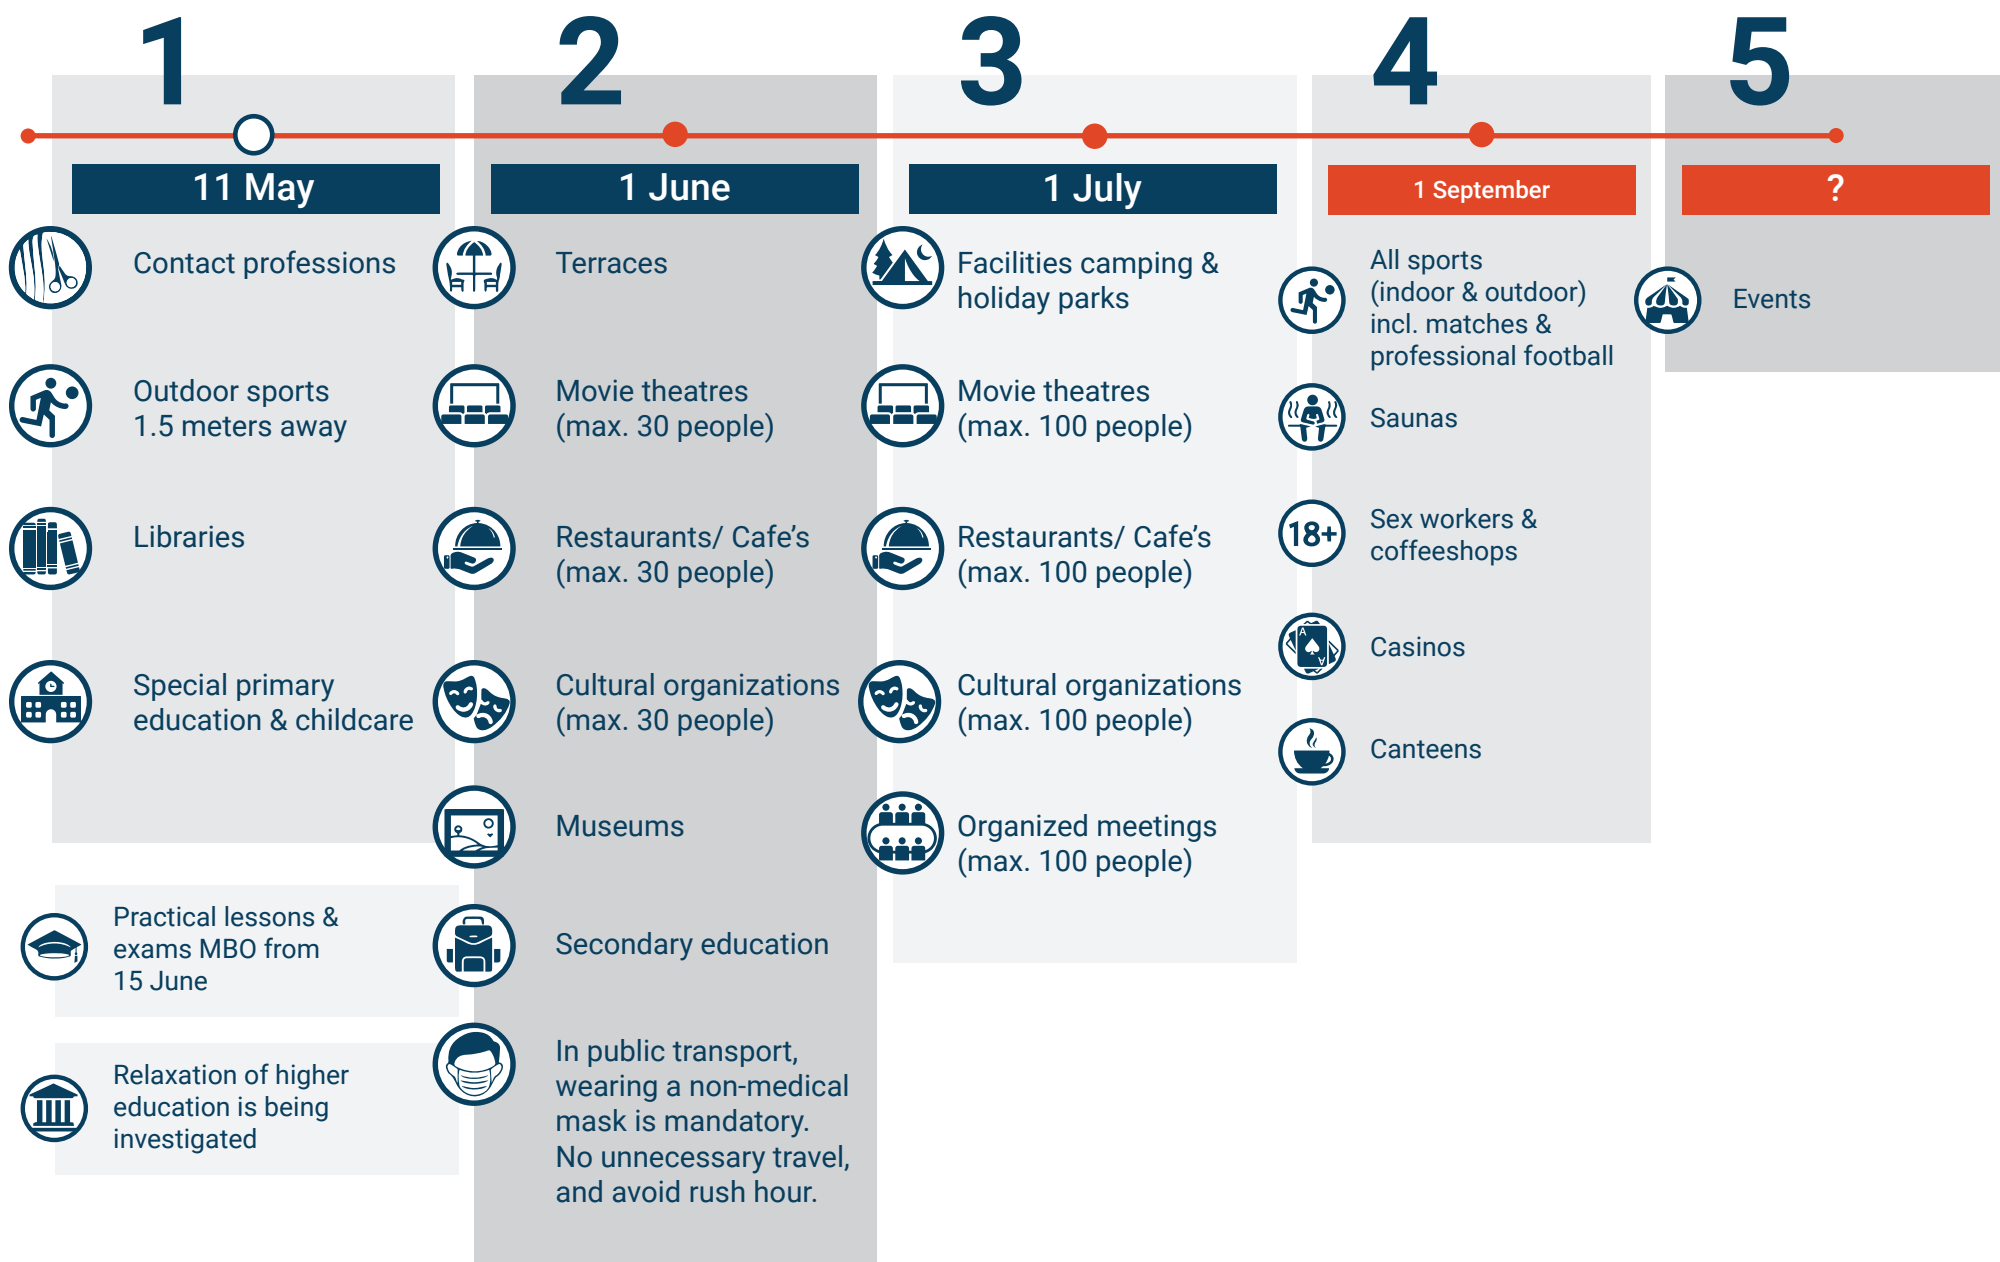 1
11 May
Contact professions
Outdoor sports
1.5 meters away
Libraries
Special primary
education & childcare
Practical lessons &
exams MBO from
15 June
Relaxation of higher
education is being
investigated
2
1 June
Terraces
Movie theatres
(max. 30 people)
Restaurants/ Cafe’s
(max. 30 people)
Cultural organizations
(max. 30 people)
Museums
Secondary education
In public transport,
wearing a non-medical
mask is mandatory.
No unnecessary travel,
and avoid rush hour.
3
1 July
Facilities camping &
holiday parks
Movie theatres
(max. 100 people)
Restaurants/ Cafe’s
(max. 100 people)
Cultural organizations
(max. 100 people)
Organized meetings
(max. 100 people)
4
1 September
All sports
(indoor & outdoor)
incl. matches &
professional football
Saunas
18+
Sex workers &
coffeeshops
A
A
Casinos
Canteens
5
?
Events